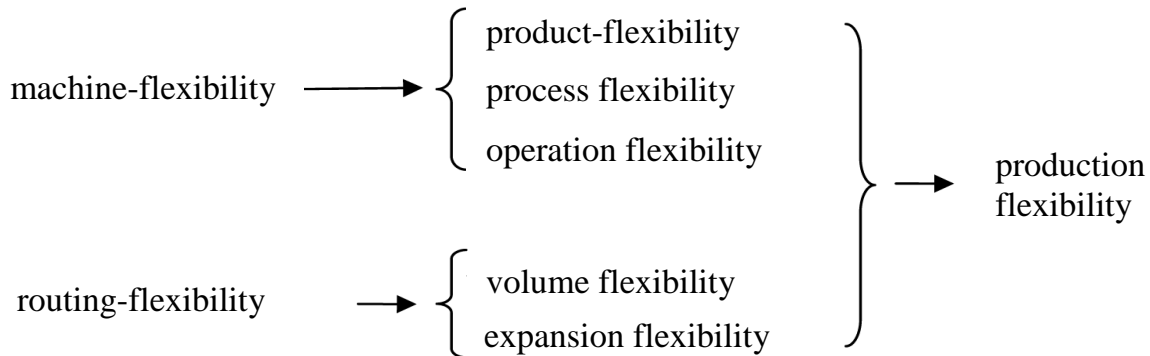 product-flexibility
machine-flexibility
process flexibility
operation flexibility
production
flexibility
routing-flexibility
volume flexibility
expansion flexibility